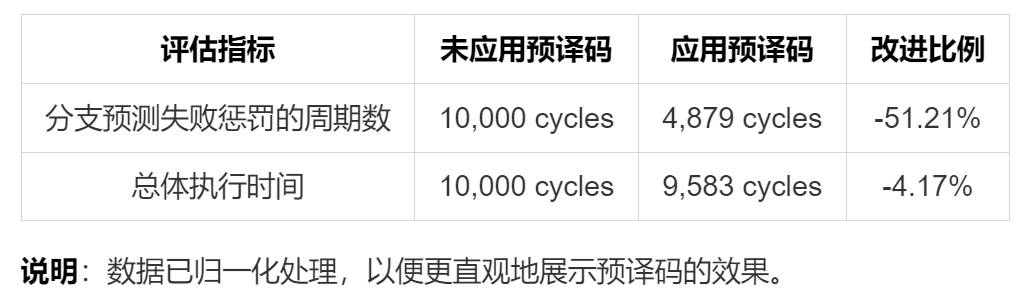 评估指标 未应用预译码 应用预译码 改进比例
分支预测失败惩罚的周期数 10,000 cycles 4,879 cycles -51.21%
总体执行时间 10,000 cycles 9,583 cycles -4.17%
说明：数据已归一化处理，以便更直观地展示预译码的效果。